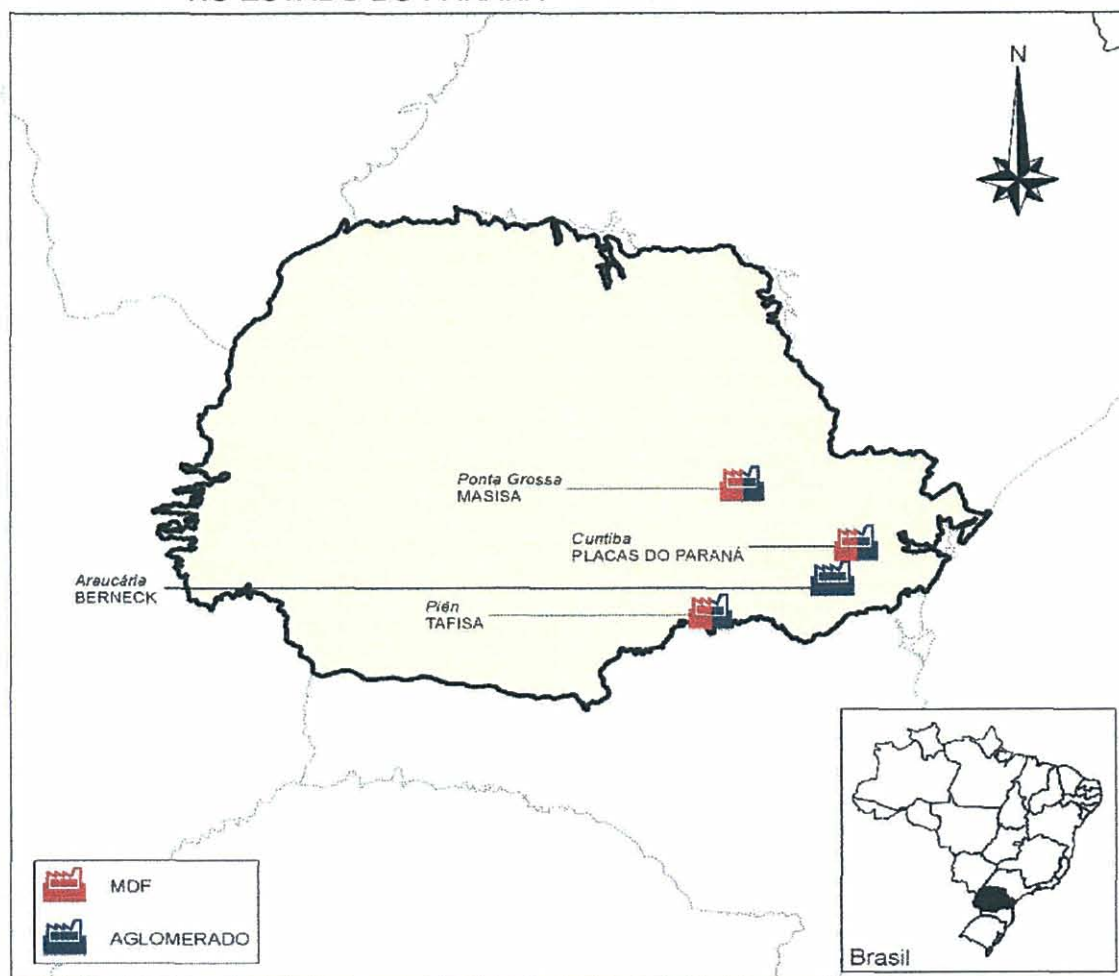 N
Ponta Grossa
MASISA
Curitiba
PLACAS DO PARANÁ
Araucária
BERNECK
Piên
TAFISA
MDF
AGLOMERADO
Brasil